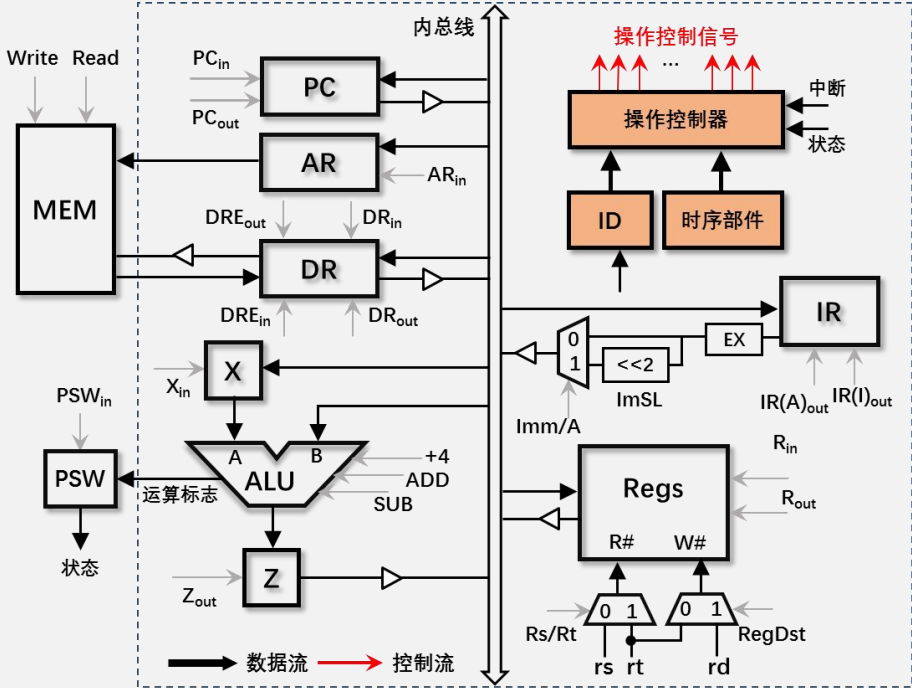 内总线
操作控制信号
...
Write Read
PCin
PC
PCout
操作控制器
中断
状态
AR
ARin
MEM
ID
时序部件
DREout
DRin
DR
DREin
DRout
IR
0
1
<<2
EX
ImSL
Imm/A
IR(A)out
IR(I)out
X
Xin
PSWin
PSW
运算标志
状态
A
B
ALU
+4
ADD
SUB
Regs
Rin
Rout
R#
W#
Z
Zout
0 1
0 1
Rs/Rt
RegDst
rs
rt
rd
数据流
控制流